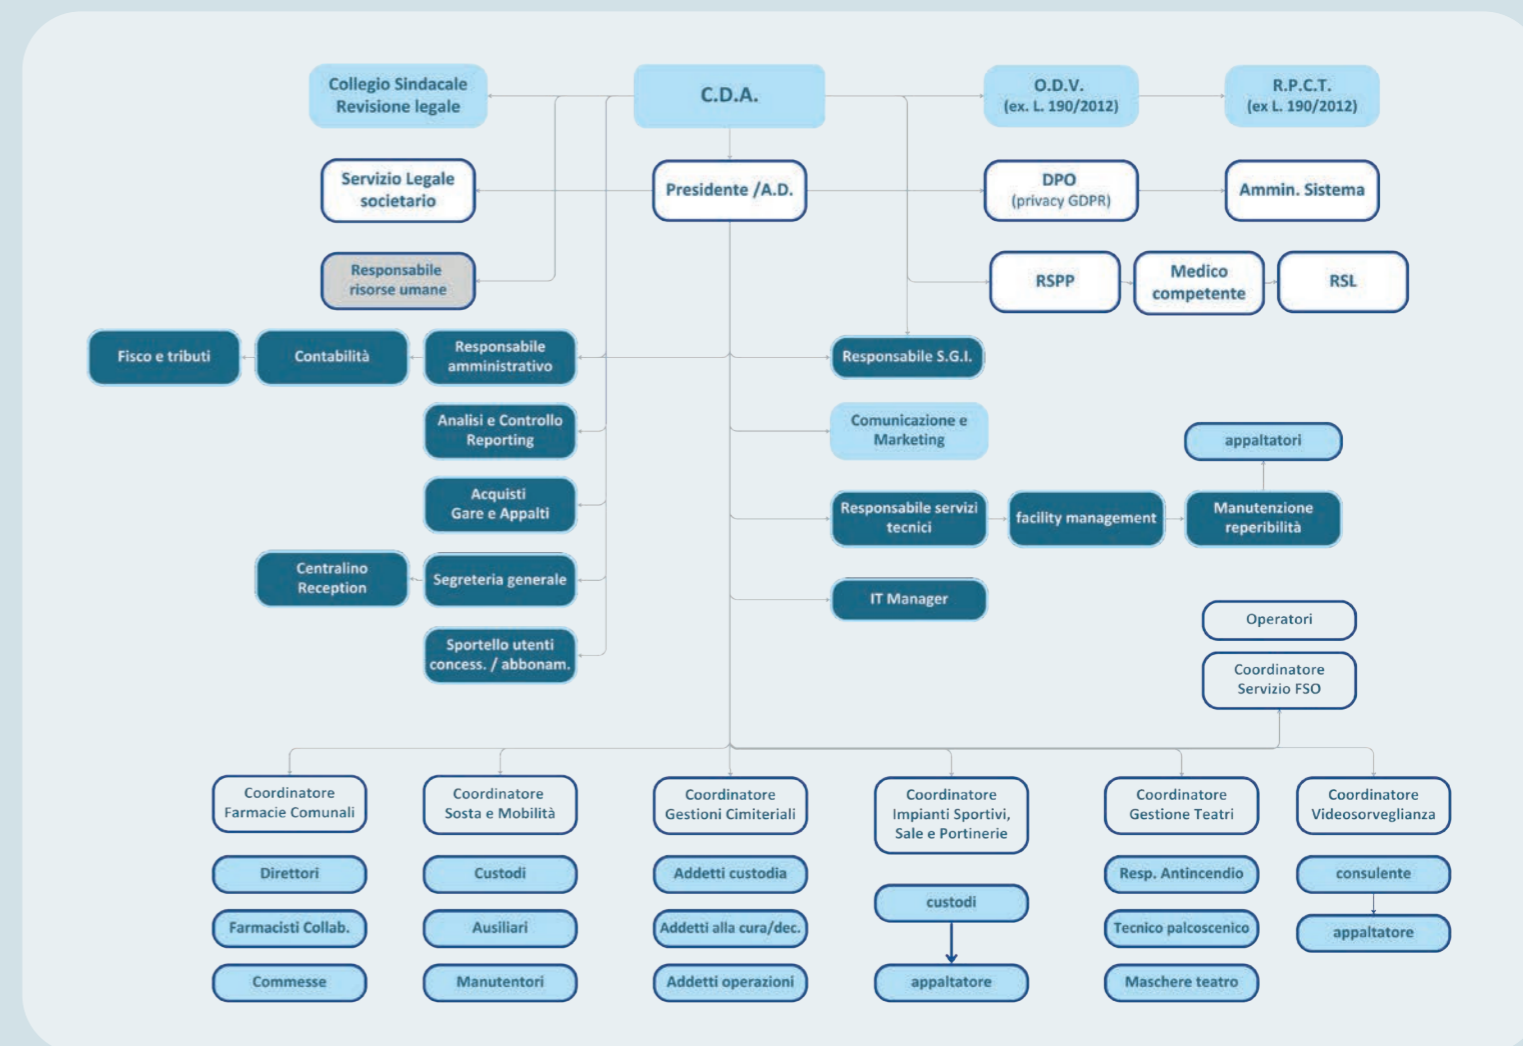 Collegio Sindacale
Revisione legale
C.D.A.
O.D.V.
(ex. L. 190/2012)
R.P.C.T.
(ex L. 190/2012)
Servizio Legale
societario
Presidente /A.D.
DPO
(privacy GDPR)
Ammin. Sistema
Responsabile
risorse umane
RSPP
Medico
competente
RSL
Fisco e tributi
Contabilità
Responsabile
amministrativo
Responsabile S.G.I.
Analisi e Controllo
Reporting
Comunicazione e
Marketing
appaltatori
Acquisti
Gare e Appalti
Responsabile servizi
tecnici
facility management
Manutenzione
reperibilità
Centralino
Reception
Segreteria generale
IT Manager
Operatori
Sportello utenti
concess. / abbonam.
Coordinatore
Servizio FSO
Coordinatore
Farmacie Comunali
Coordinatore
Sosta e Mobilità
Coordinatore
Gestioni Cimiteriali
Coordinatore
Impianti Sportivi,
Sale e Portinerie
Coordinatore
Gestione Teatri
Coordinatore
Videosorveglianza
Direttori
Custodi
Addetti custodia
custodi
Resp. Antincendio
consulente
Farmacisti Collab.
Ausiliari
Addetti alla cura/dec.
Tecnico palcoscenico
appaltatore
Commesse
Manutentori
Addetti operazioni
appaltatore
Maschere teatro